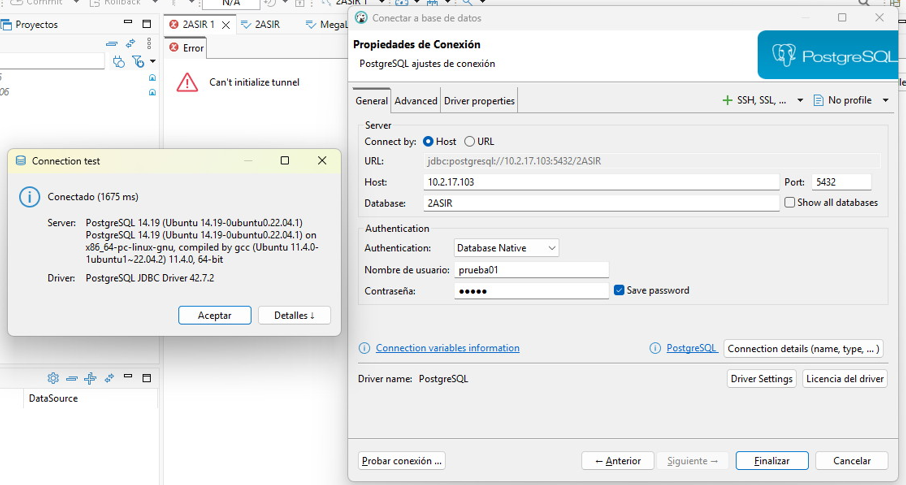 Commit
Rollback
N/A
2ASIR 1
Proyectos
2ASIR 1
2ASIR
Error
Can't initialize tunnel
06
Connection test
Conectado (1675 ms)
Server: PostgreSQL 14.19 (Ubuntu 14.19-0ubuntu0.22.04.1)
PostgreSQL 14.19 (Ubuntu 14.19-0ubuntu0.22.04.1) on
x86_64-pc-linux-gnu, compiled by gcc (Ubuntu 11.4.0-
1ubuntu1~22.04.2) 11.4.0, 64-bit
Driver: PostgreSQL JDBC Driver 42.7.2
Aceptar
Detalles ↓
DataSource
Conectar a base de datos
Propiedades de Conexión
PostgreSQL ajustes de conexión
PostgreSQL
General Advanced Driver properties
SSH, SSL, ...
No profile
Server
Connect by: Host URL
URL: jdbc:postgresql://10.2.17.103:5432/2ASIR
Host: 10.2.17.103 Port: 5432
Database: 2ASIR Show all databases
Authentication
Authentication: Database Native
Nombre de usuario: prueba01
Contraseña: ●●●●● Save password
Connection variables information
PostgreSQL
Connection details (name, type, ... )
Driver name: PostgreSQL
Driver Settings
Licencia del driver
Probar conexión ...
← Anterior
Siguiente →
Finalizar
Cancelar